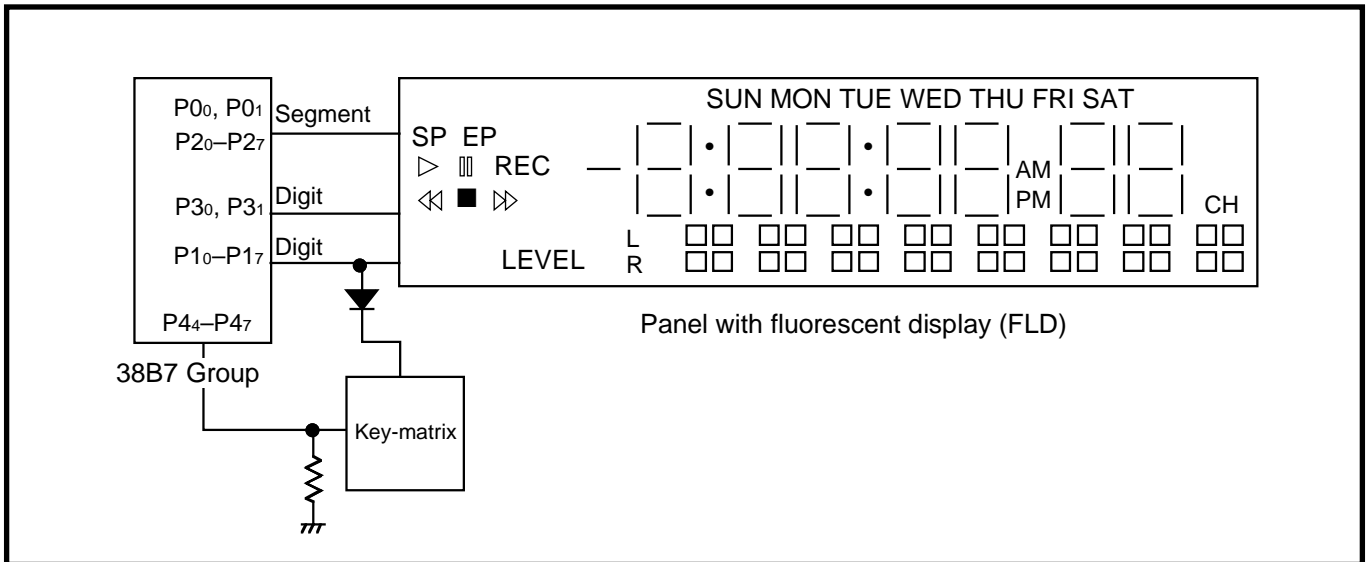 P00, P01
P20–P27
P30, P31
P10–P17
P44–P47
38B7 Group
Segment
Digit
Digit
SUN MON TUE WED THU FRI SAT
SP EP
REC
AM
PM
CH
LEVEL
L
R
Panel with fluorescent display (FLD)
Key-matrix